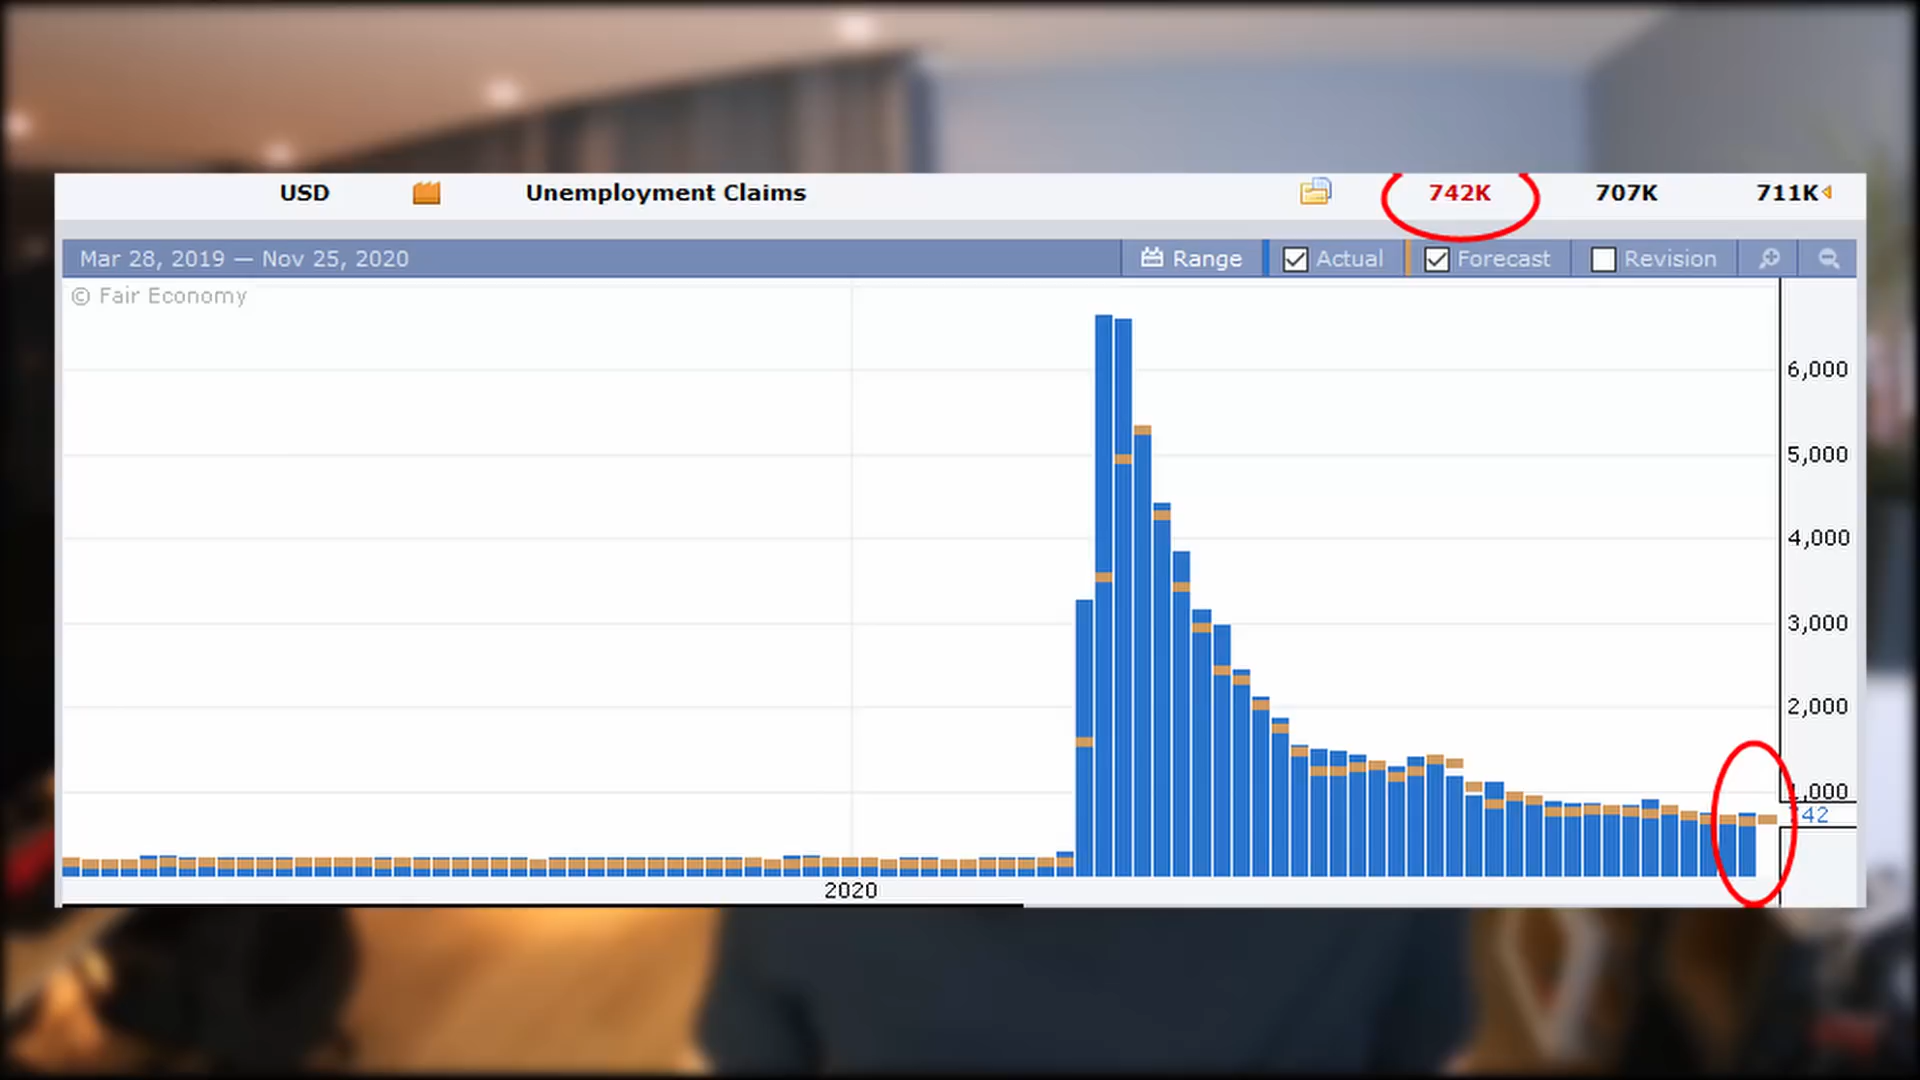 USD Unemployment Claims 742K 707K 711K
Mar 28, 2019 — Nov 25, 2020 Range Actual Forecast Revision
© Fair Economy
6,000
5,000
4,000
3,000
2,000
1,000
742
2020